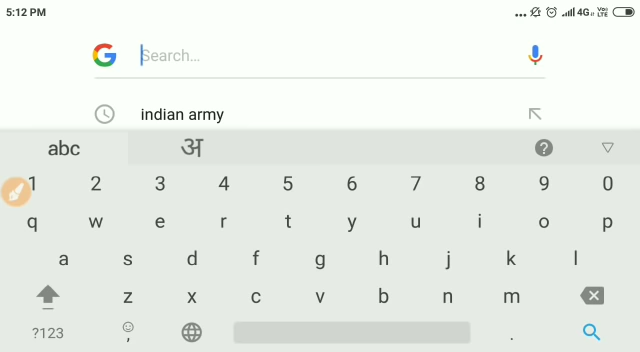 5:12 PM 4G VoLTE
Search...
indian army
abc अ
1 2 3 4 5 6 7 8 9 0
q w e r t y u i o p
a s d f g h j k l
z x c v b n m
?123 , .